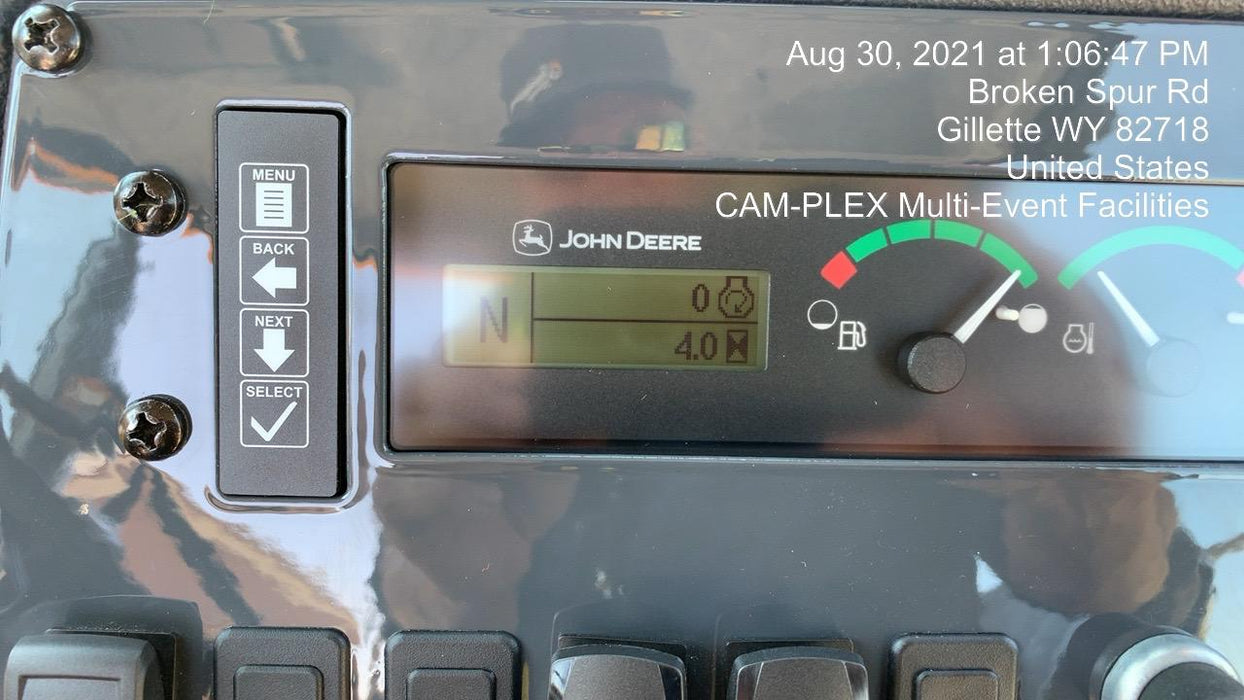 Aug 30, 2021 at 1:06:47 PM
Broken Spur Rd
Gillette WY 82718
United States
CAM-PLEX Multi-Event Facilities
MENU
BACK
NEXT
SELECT
JOHN DEERE
N
0
4.0